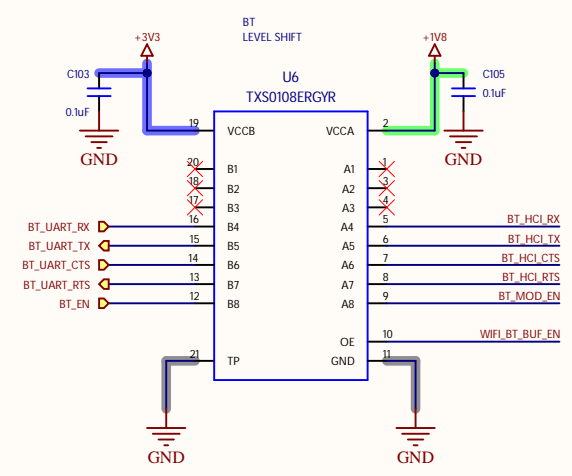 BT
LEVEL SHIFT
+3V3
+1V8
C103
0.1uF
GND
C105
0.1uF
GND
U6
TXS0108ERGYR
19 VCCB VCCA 2
20 B1 A1 1
18 B2 A2 3
17 B3 A3 4
BT_UART_RX 16 B4 A4 5 BT_HCI_RX
BT_UART_TX 15 B5 A5 6 BT_HCI_TX
BT_UART_CTS 14 B6 A6 7 BT_HCI_CTS
BT_UART_RTS 13 B7 A7 8 BT_HCI_RTS
BT_EN 12 B8 A8 9 BT_MOD_EN
OE 10 WIFI_BT_BUF_EN
21 TP GND 11
GND
GND